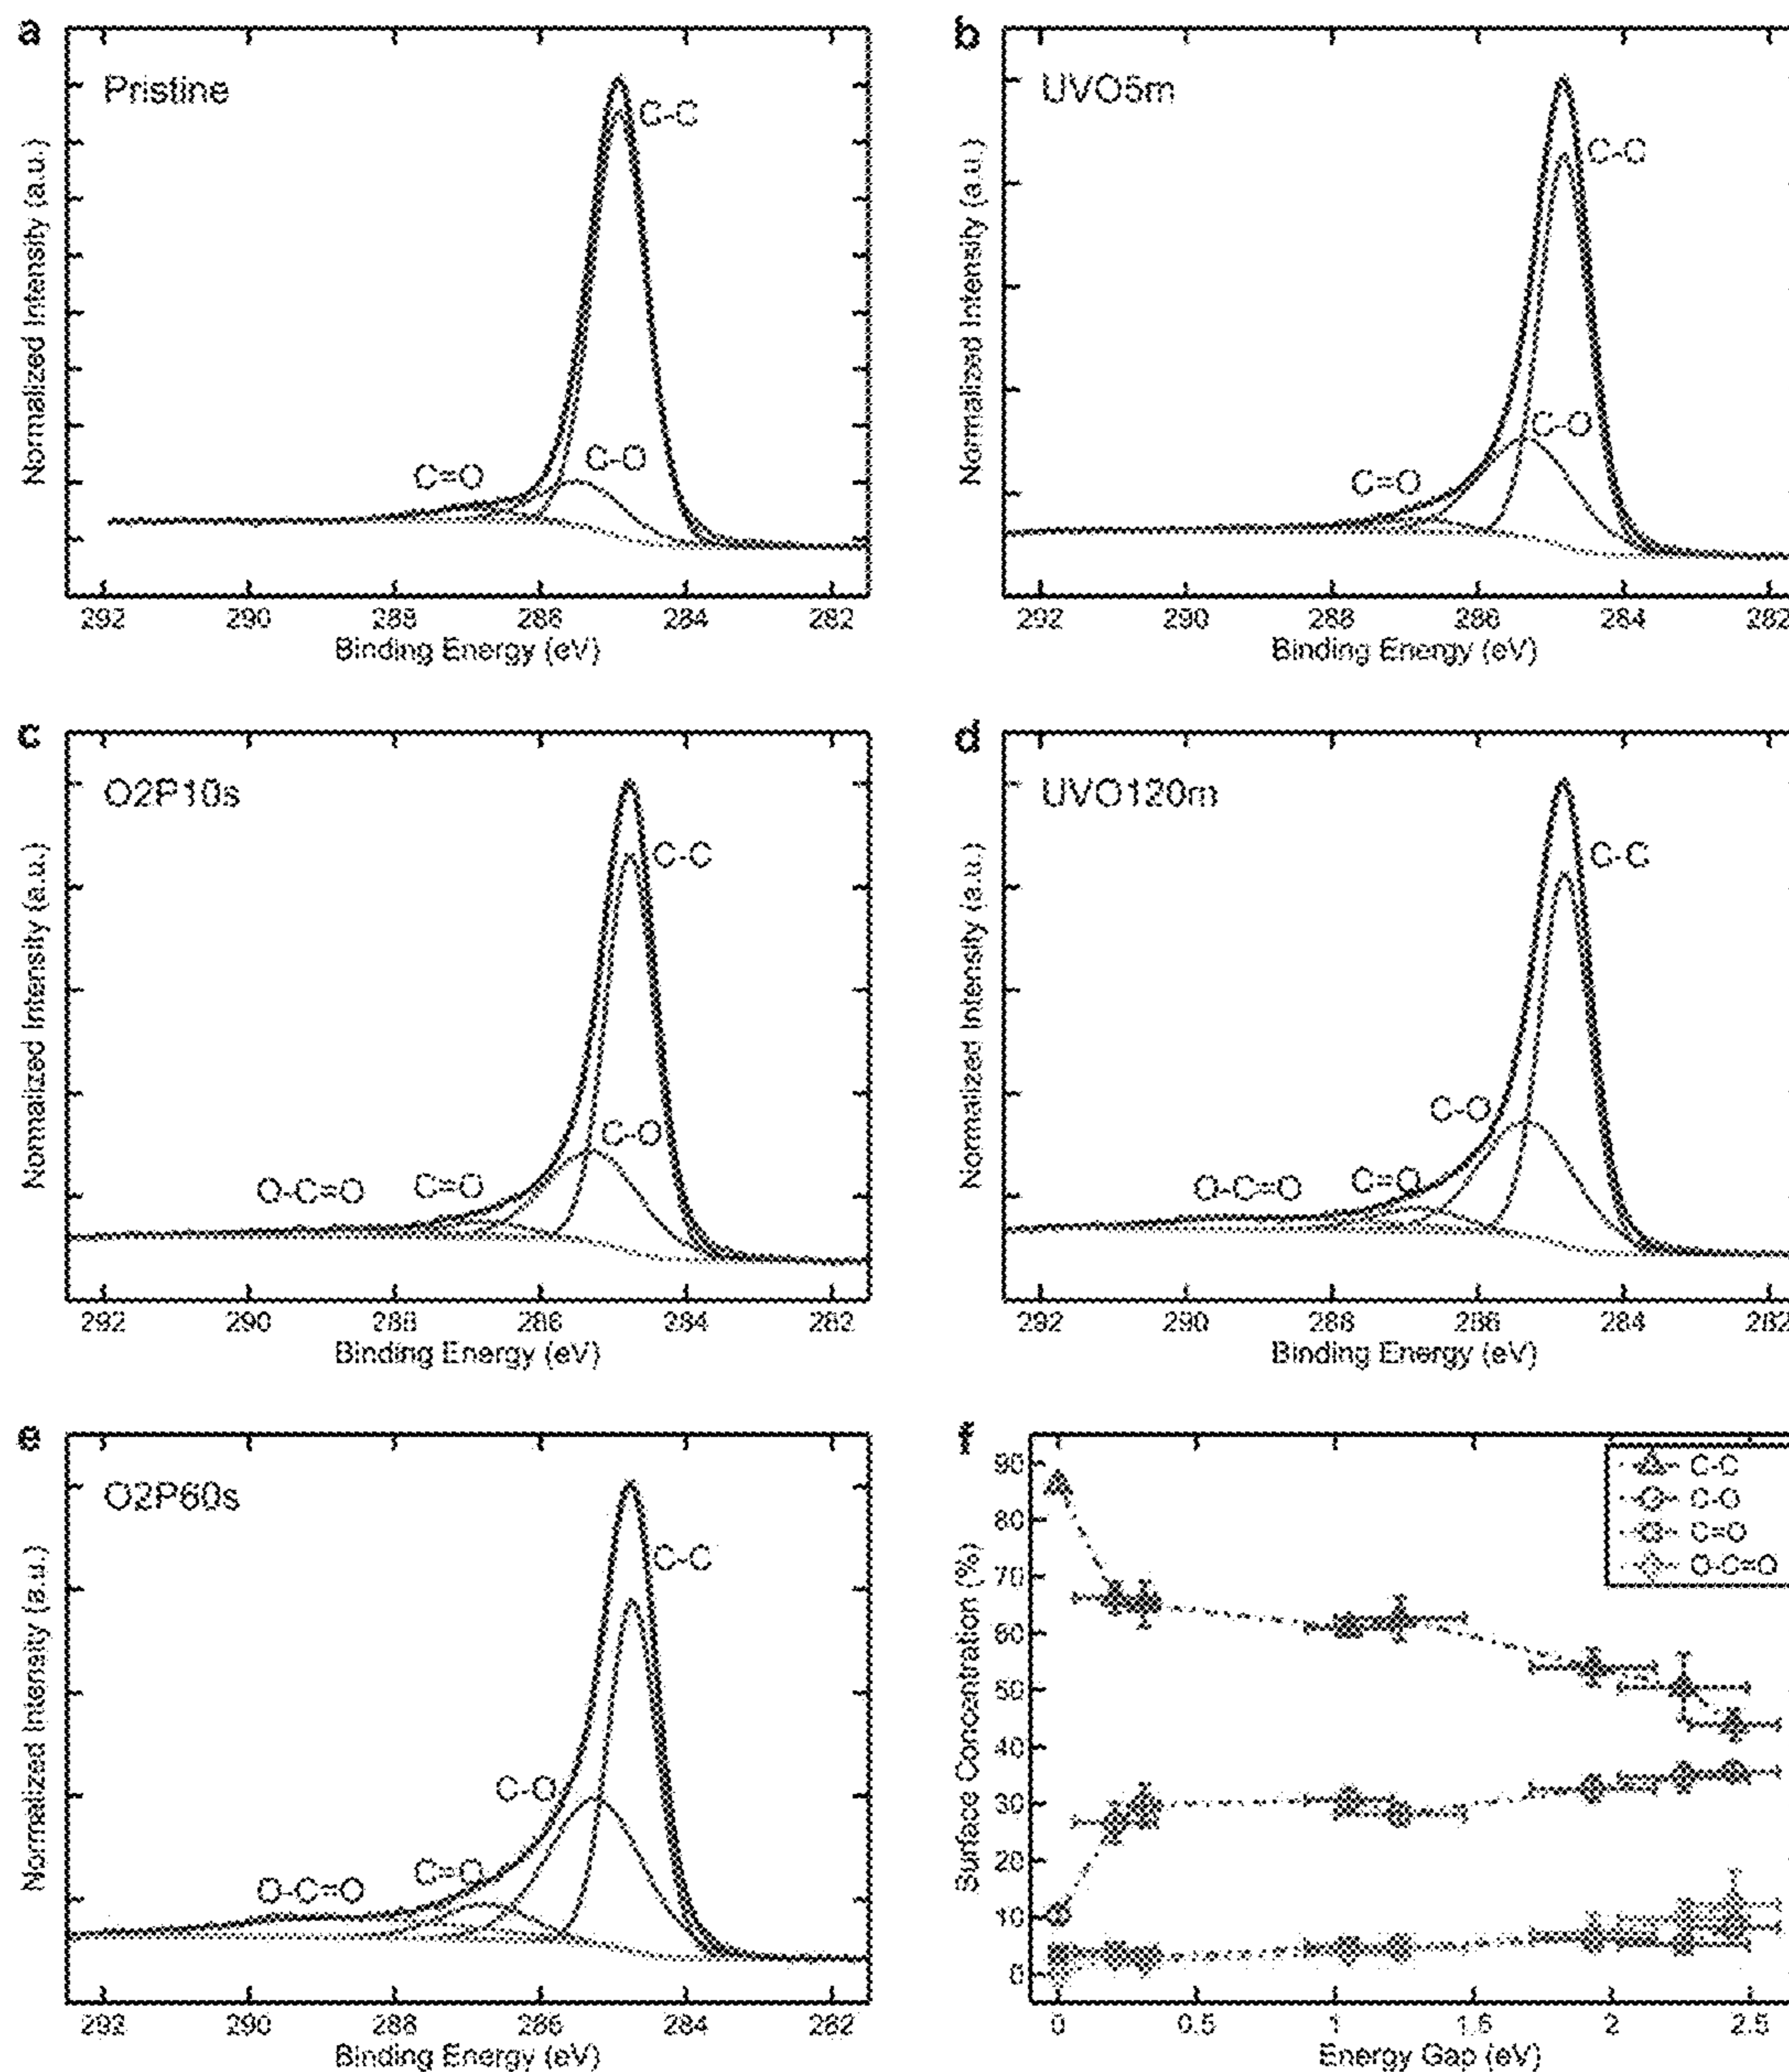 a
Pristine
C-C
C-O
C=O
Normalized Intensity (a.u.)
292 290 288 286 284 282
Binding Energy (eV)
b
UVO5m
C-C
C-O
C=O
Normalized Intensity (a.u.)
292 290 288 286 284 282
Binding Energy (eV)
c
O2P10s
C-C
C-O
O-C=O C=O
Normalized Intensity (a.u.)
292 290 288 286 284 282
Binding Energy (eV)
d
UVO120m
C-C
C-O
O-C=O C=O
Normalized Intensity (a.u.)
292 290 288 286 284 282
Binding Energy (eV)
e
O2P60s
C-C
C-O
C=O
O-C=O
Normalized Intensity (a.u.)
292 290 288 286 284 282
Binding Energy (eV)
f
C-C
C-O
C=O
O-C=O
90
80
70
60
50
40
30
20
10
0
Surface Concentration (%)
0 0.5 1 1.5 2 2.5
Energy Gap (eV)